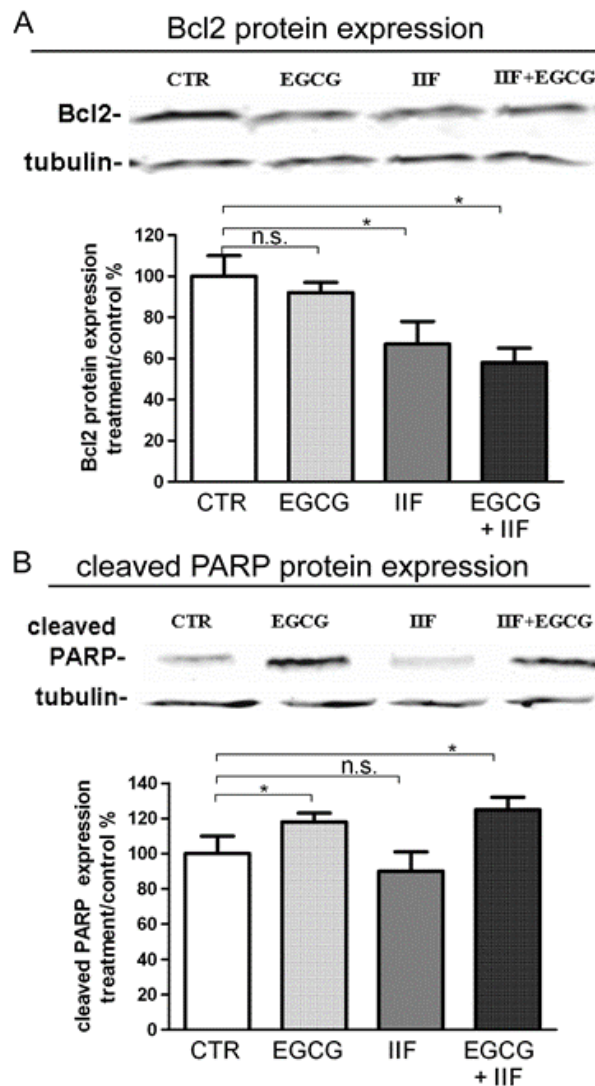 A
Bcl2 protein expression
CTR EGCG IIF IIF+EGCG
Bcl2-
tubulin-
*
*
n.s.
120
100
80
60
40
20
0
Bcl2 protein expression
treatment/control %
CTR EGCG IIF EGCG
+ IIF
B
cleaved PARP protein expression
CTR EGCG IIF IIF+EGCG
cleaved
PARP-
tubulin-
*
n.s.
*
140
120
100
80
60
40
20
0
cleaved PARP expression
treatment/control %
CTR EGCG IIF EGCG
+ IIF